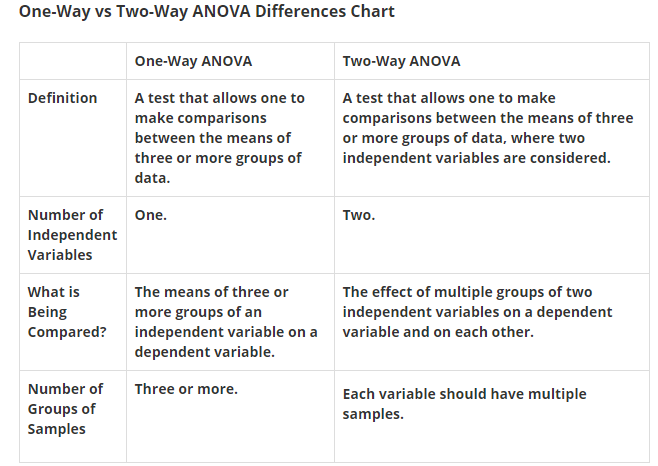 One-Way vs Two-Way ANOVA Differences Chart
One-Way ANOVA
Two-Way ANOVA
Definition
A test that allows one to
make comparisons
between the means of
three or more groups of
data.
A test that allows one to make
comparisons between the means of three
or more groups of data, where two
independent variables are considered.
Number of
Independent
Variables
One.
Two.
What is
Being
Compared?
The means of three or
more groups of an
independent variable on a
dependent variable.
The effect of multiple groups of two
independent variables on a dependent
variable and on each other.
Number of
Groups of
Samples
Three or more.
Each variable should have multiple
samples.